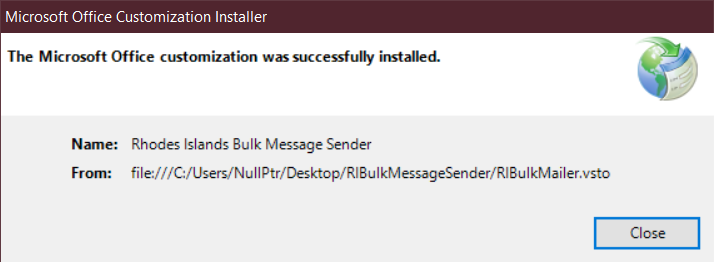 Microsoft Office Customization Installer
The Microsoft Office customization was successfully installed.
Name: Rhodes Islands Bulk Message Sender
From: file:///C:/Users/NullPtr/Desktop/RIBulkMessageSender/RIBulkMailer.vsto
Close